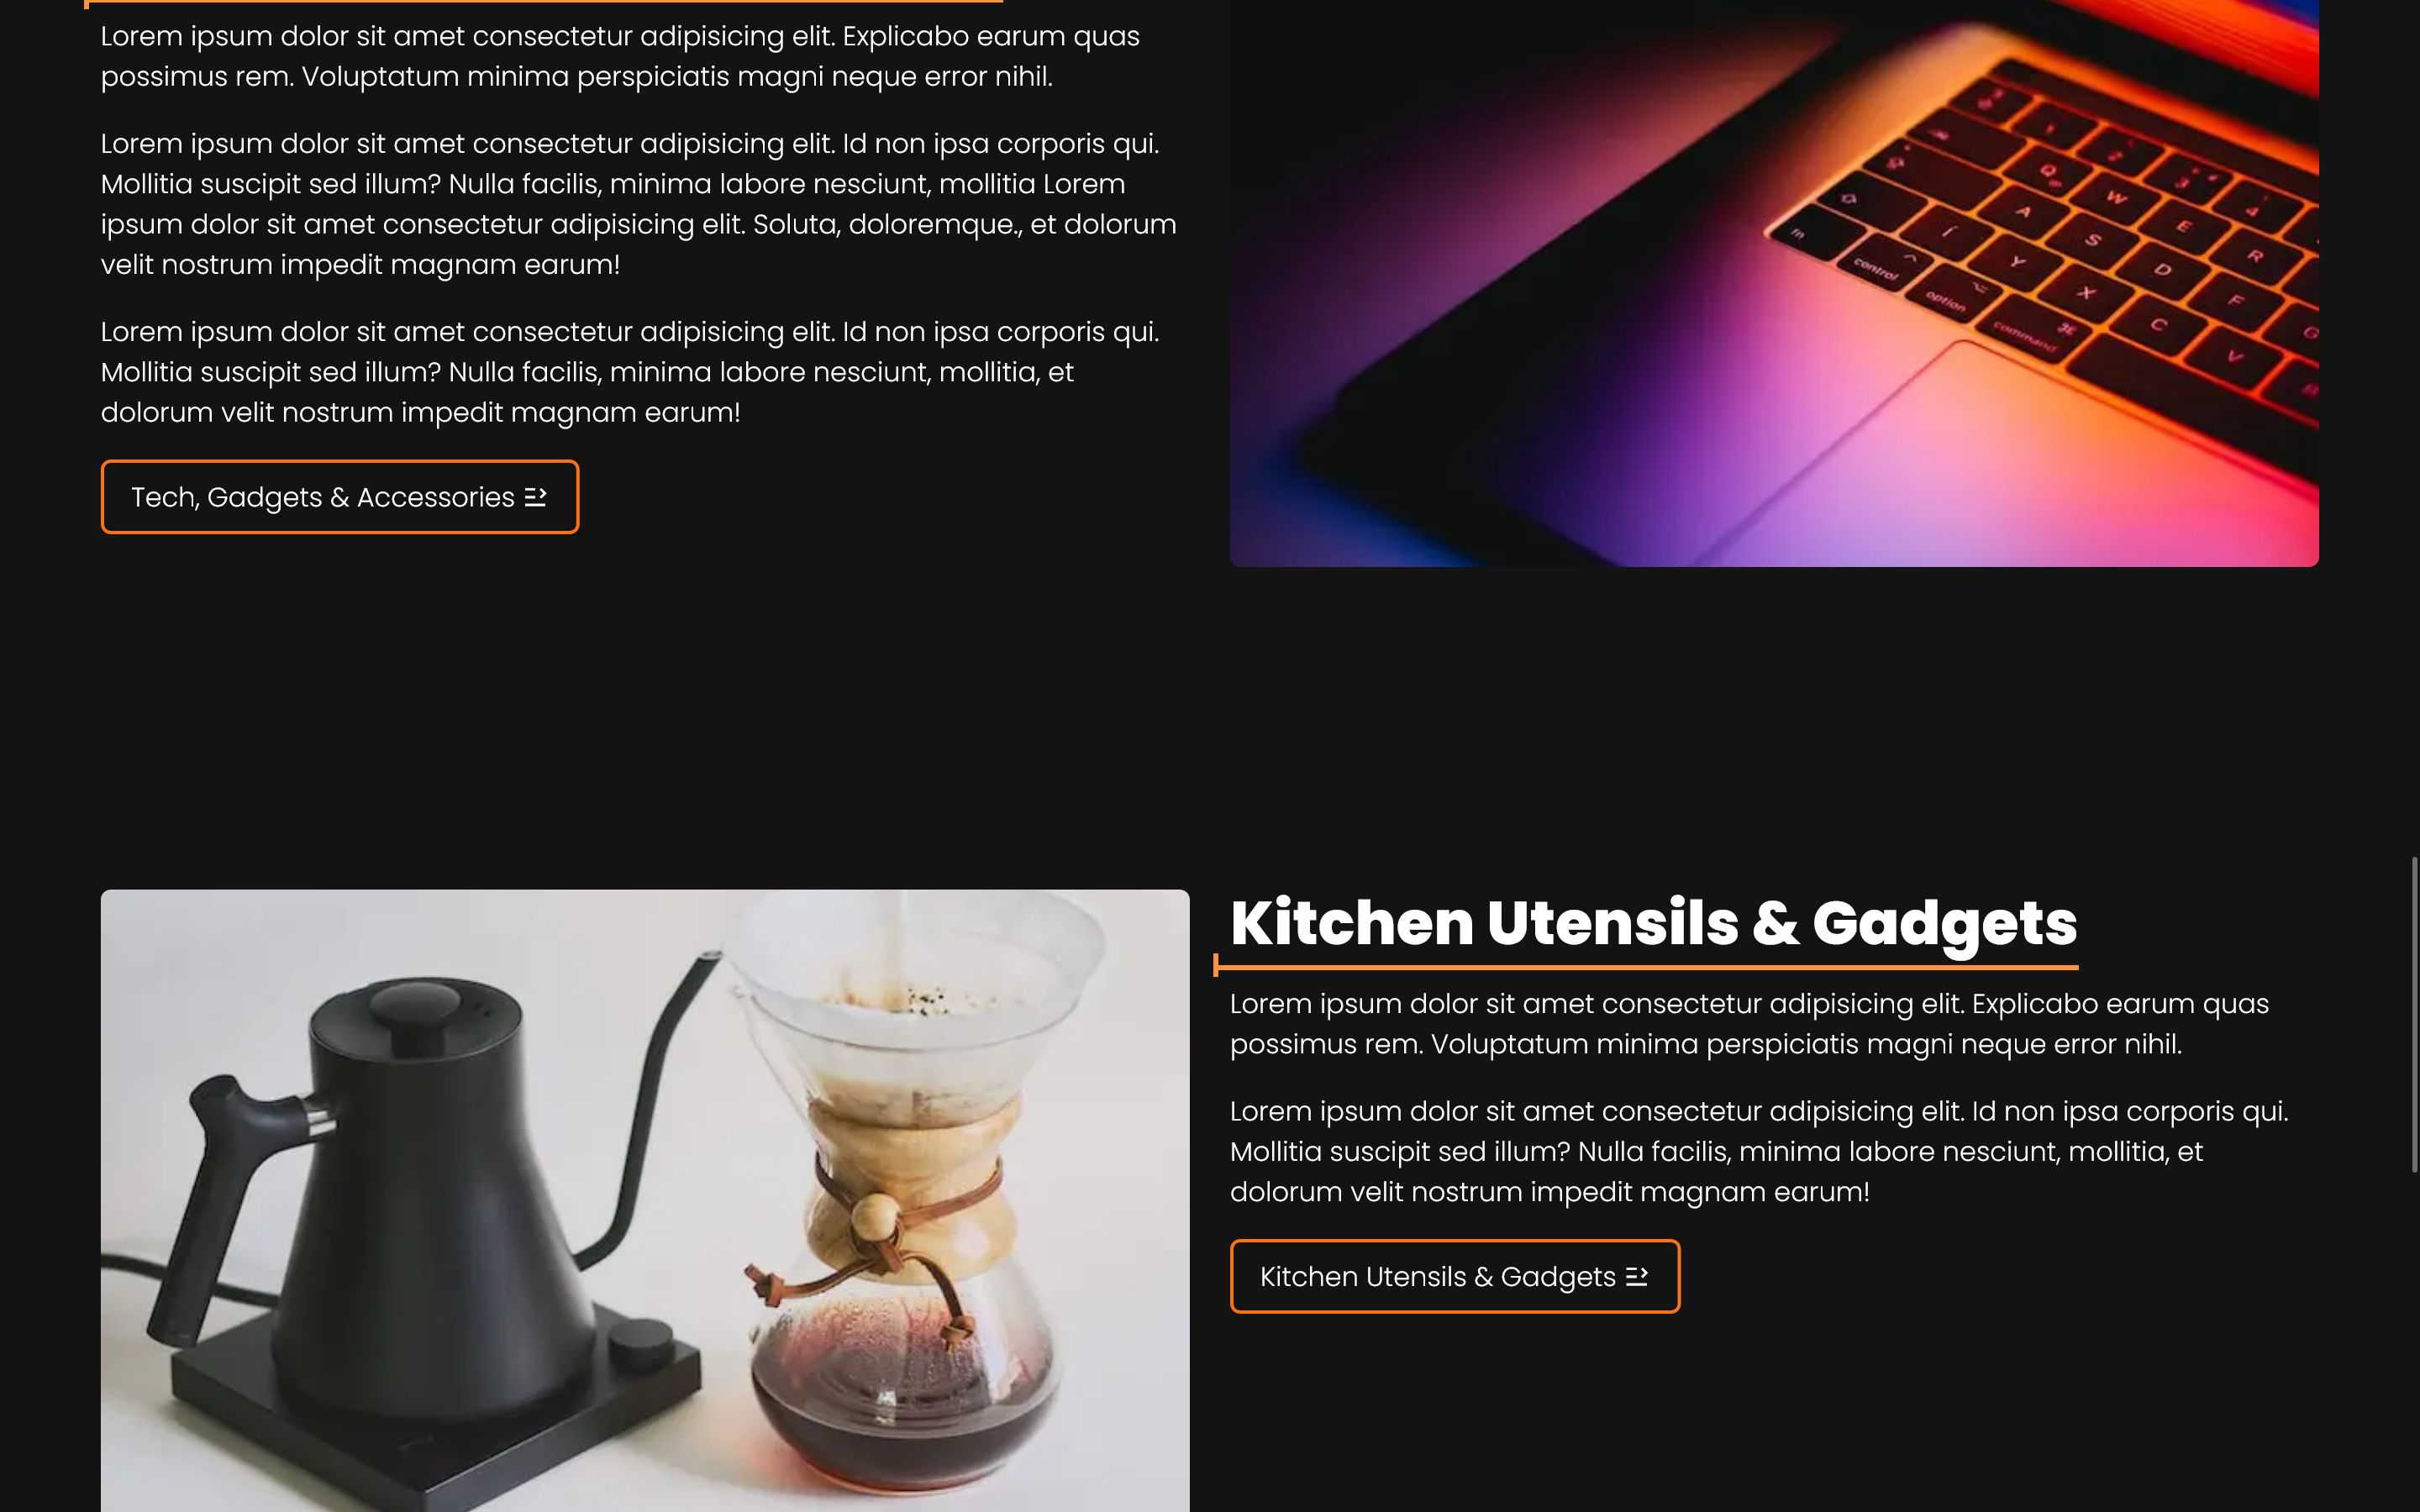 Lorem ipsum dolor sit amet consectetur adipisicing elit. Explicabo earum quas
possimus rem. Voluptatum minima perspiciatis magni neque error nihil.
Lorem ipsum dolor sit amet consectetur adipisicing elit. Id non ipsa corporis qui.
Mollitia suscipit sed illum? Nulla facilis, minima labore nesciunt, mollitia Lorem
ipsum dolor sit amet consectetur adipisicing elit. Soluta, doloremque., et dolorum
velit nostrum impedit magnam earum!
Lorem ipsum dolor sit amet consectetur adipisicing elit. Id non ipsa corporis qui.
Mollitia suscipit sed illum? Nulla facilis, minima labore nesciunt, mollitia, et
dolorum velit nostrum impedit magnam earum!
Tech, Gadgets & Accessories
Q W E R
A S D F G
Y X C V
fn control option command
Kitchen Utensils & Gadgets
Lorem ipsum dolor sit amet consectetur adipisicing elit. Explicabo earum quas
possimus rem. Voluptatum minima perspiciatis magni neque error nihil.
Lorem ipsum dolor sit amet consectetur adipisicing elit. Id non ipsa corporis qui.
Mollitia suscipit sed illum? Nulla facilis, minima labore nesciunt, mollitia, et
dolorum velit nostrum impedit magnam earum!
Kitchen Utensils & Gadgets